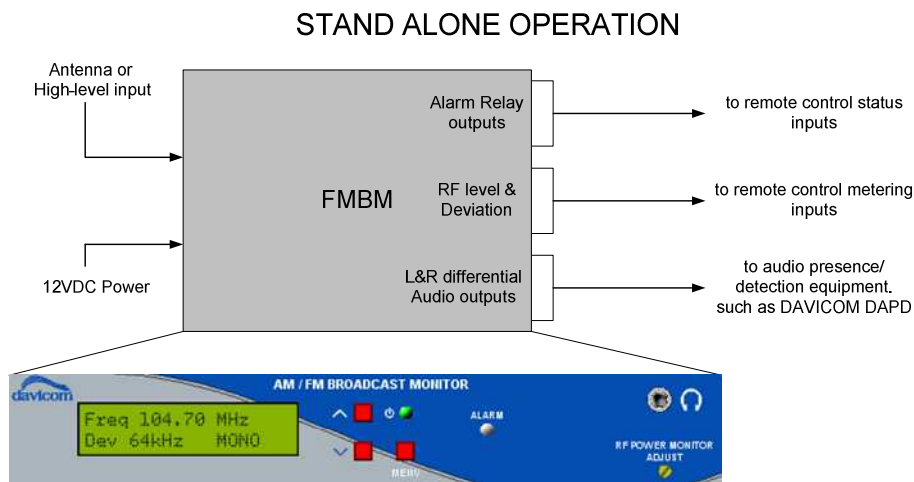 STAND ALONE OPERATION
Antenna or
High-level input
12VDC Power
FMBM
Alarm Relay
outputs
RF level &
Deviation
L&R differential
Audio outputs
to remote control status
inputs
to remote control metering
inputs
to audio presence/
detection equipment.
such as DAVICOM DAPD
davicom
AM / FM BROADCAST MONITOR
Freq 104.70 MHz
Dev 64kHz MONO
MENU
ALARM
RF POWER MONITOR
ADJUST